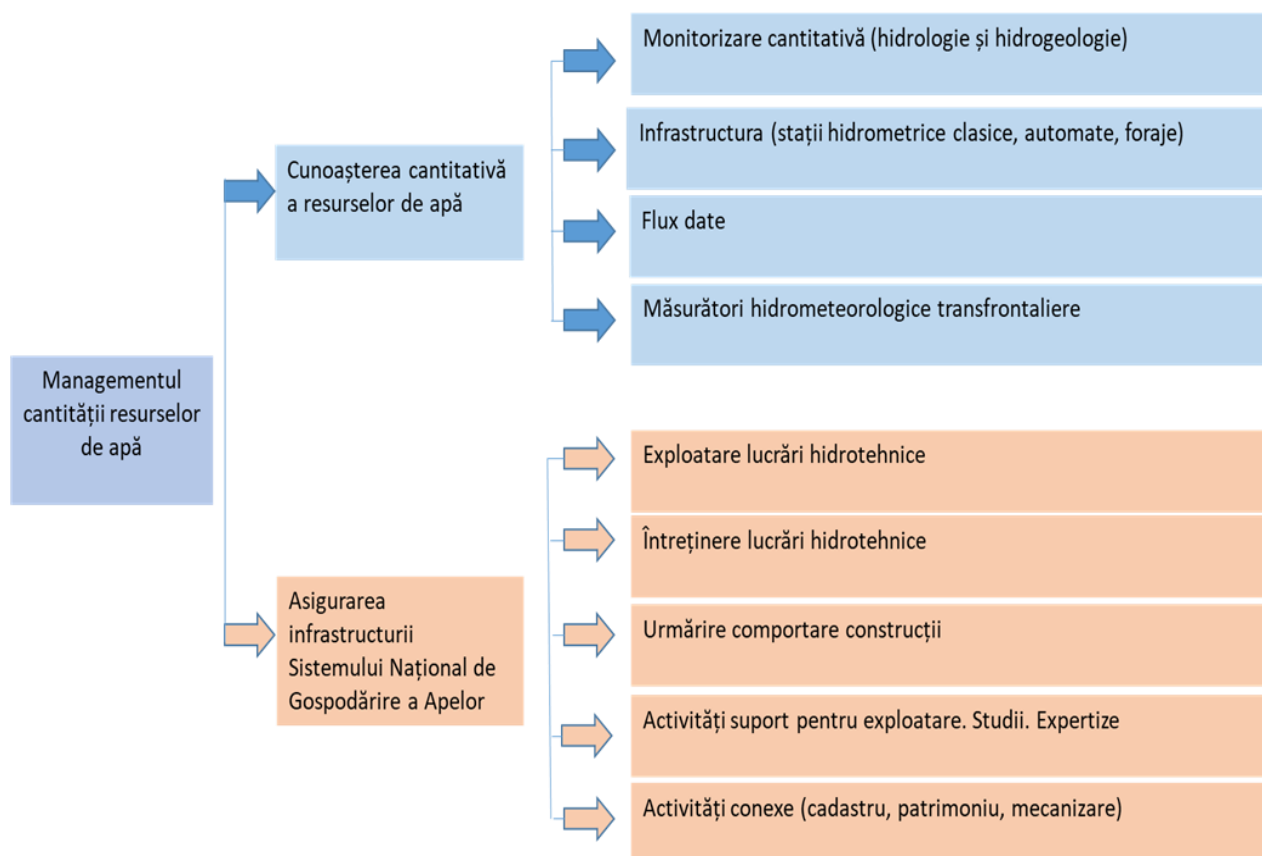 Managementul
cantității resurselor
de apă
Cunoașterea cantitativă
a resurselor de apă
Monitorizare cantitativă (hidrologie și hidrogeologie)
Infrastructura (stații hidrometrice clasice, automate, foraje)
Flux date
Măsurători hidrometeorologice transfrontaliere
Asigurarea
infrastructurii
Sistemului Național de
Gospodărire a Apelor
Exploatare lucrări hidrotehnice
Întreținere lucrări hidrotehnice
Urmărire comportare construcții
Activități suport pentru exploatare. Studii. Expertize
Activități conexe (cadastru, patrimoniu, mecanizare)